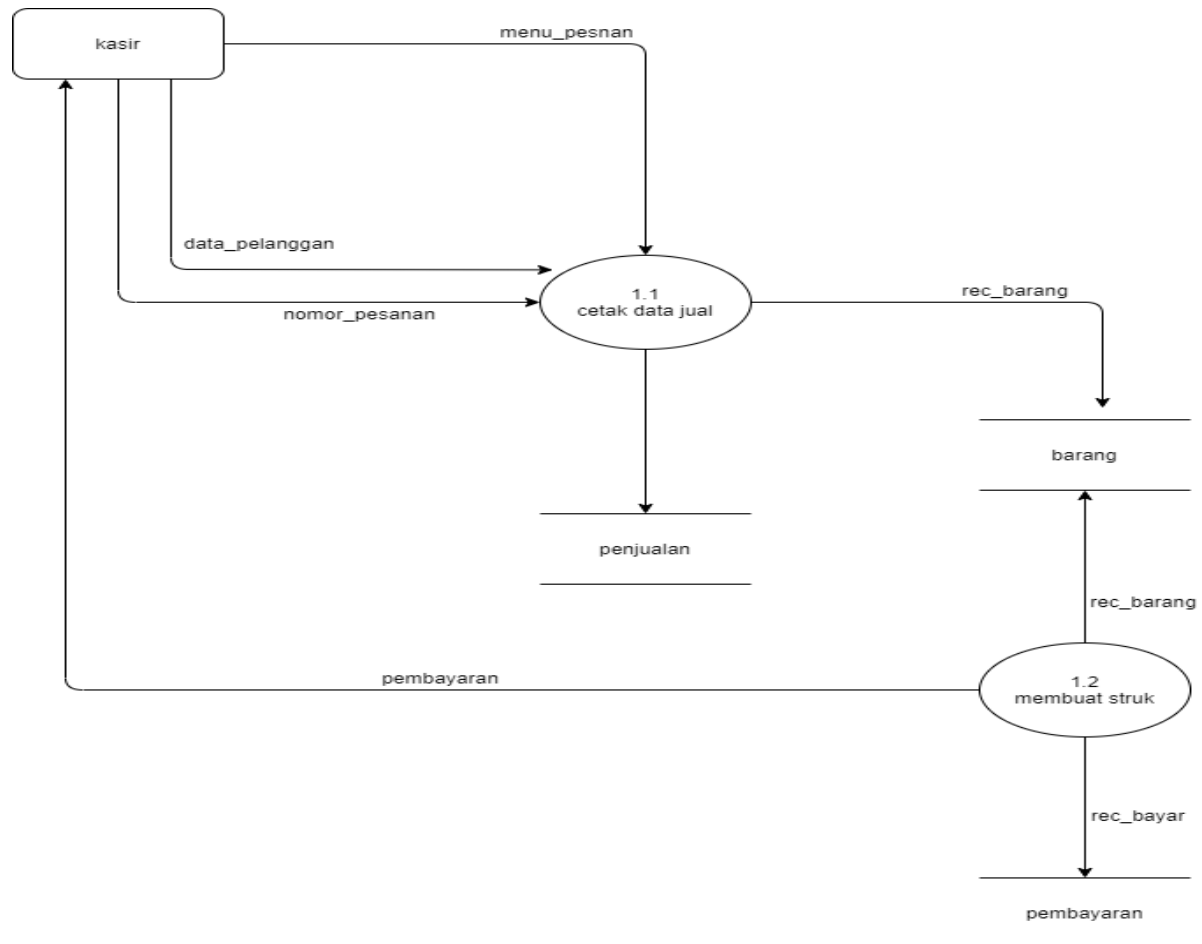 kasir
menu_pesnan
data_pelanggan
nomor_pesanan
1.1
cetak data jual
rec_barang
barang
penjualan
rec_barang
pembayaran
1.2
membuat struk
rec_bayar
pembayaran